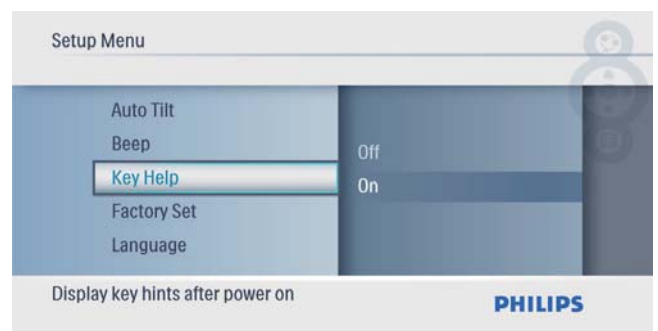 Setup Menu
Auto Tilt
Beep
Key Help
Factory Set
Language
Off
On
Display key hints after power on
PHILIPS